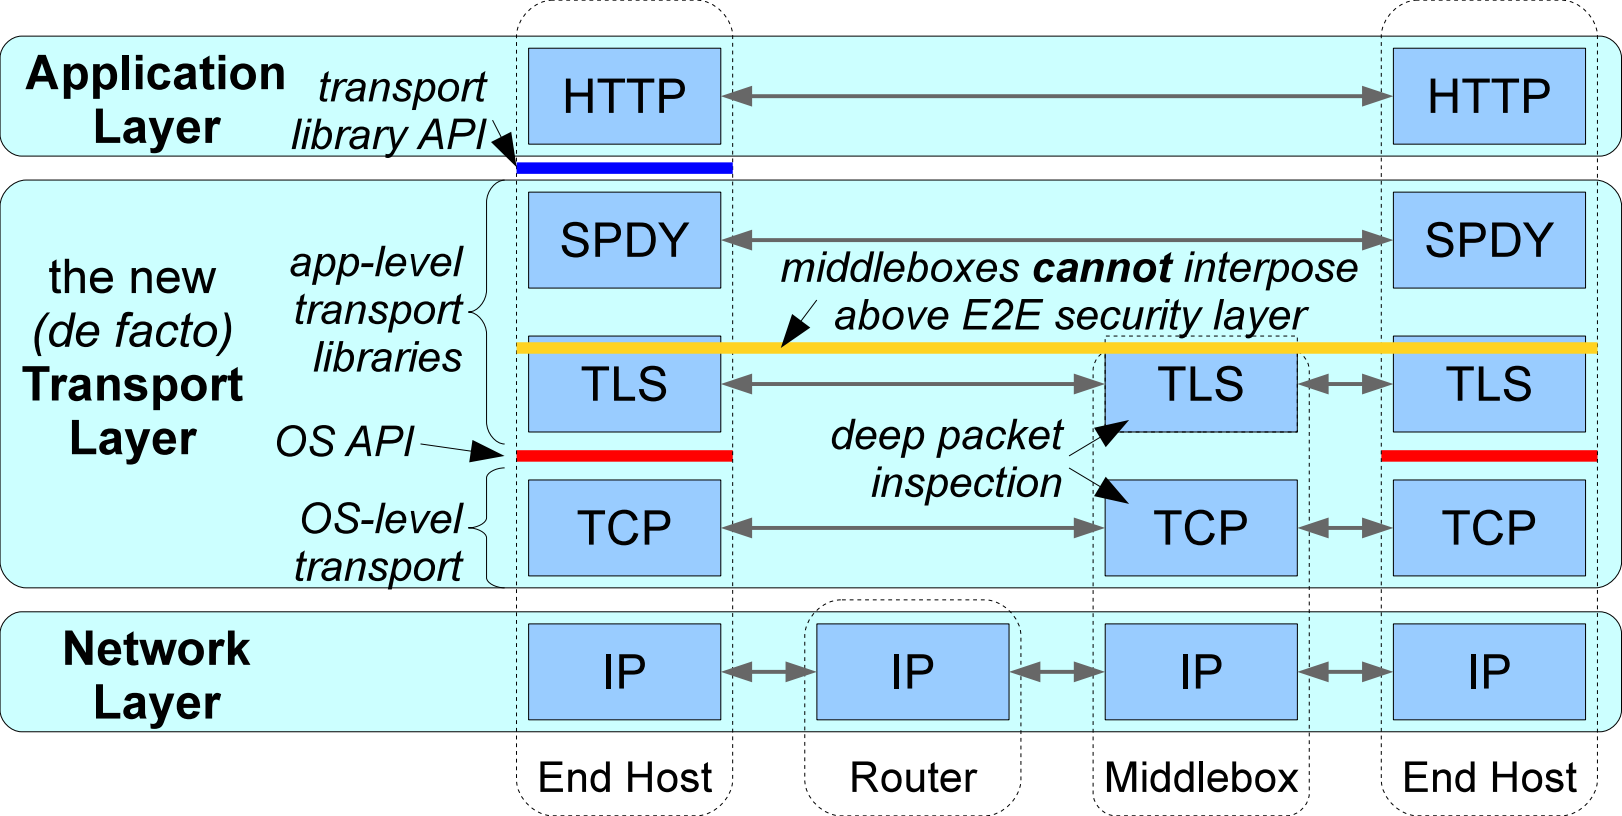 Application
Layer
transport
library API
HTTP
HTTP
the new
(de facto)
Transport
Layer
app-level
transport
libraries
SPDY
SPDY
middleboxes cannot interpose
above E2E security layer
TLS
TLS
TLS
OS API
deep packet
inspection
OS-level
transport
TCP
TCP
TCP
Network
Layer
IP
IP
IP
IP
End Host
Router
Middlebox
End Host